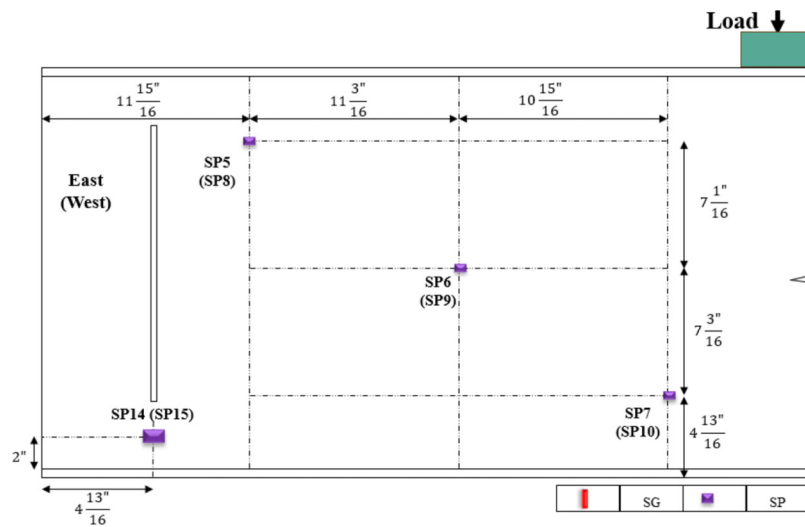 Load
11 15"/16
11 3"/16
10 15"/16
SP5
(SP8)
East
(West)
7 1"/16
SP6
(SP9)
7 3"/16
SP14 (SP15)
SP7
(SP10)
4 13"/16
2"
4 13"/16
SG
SP